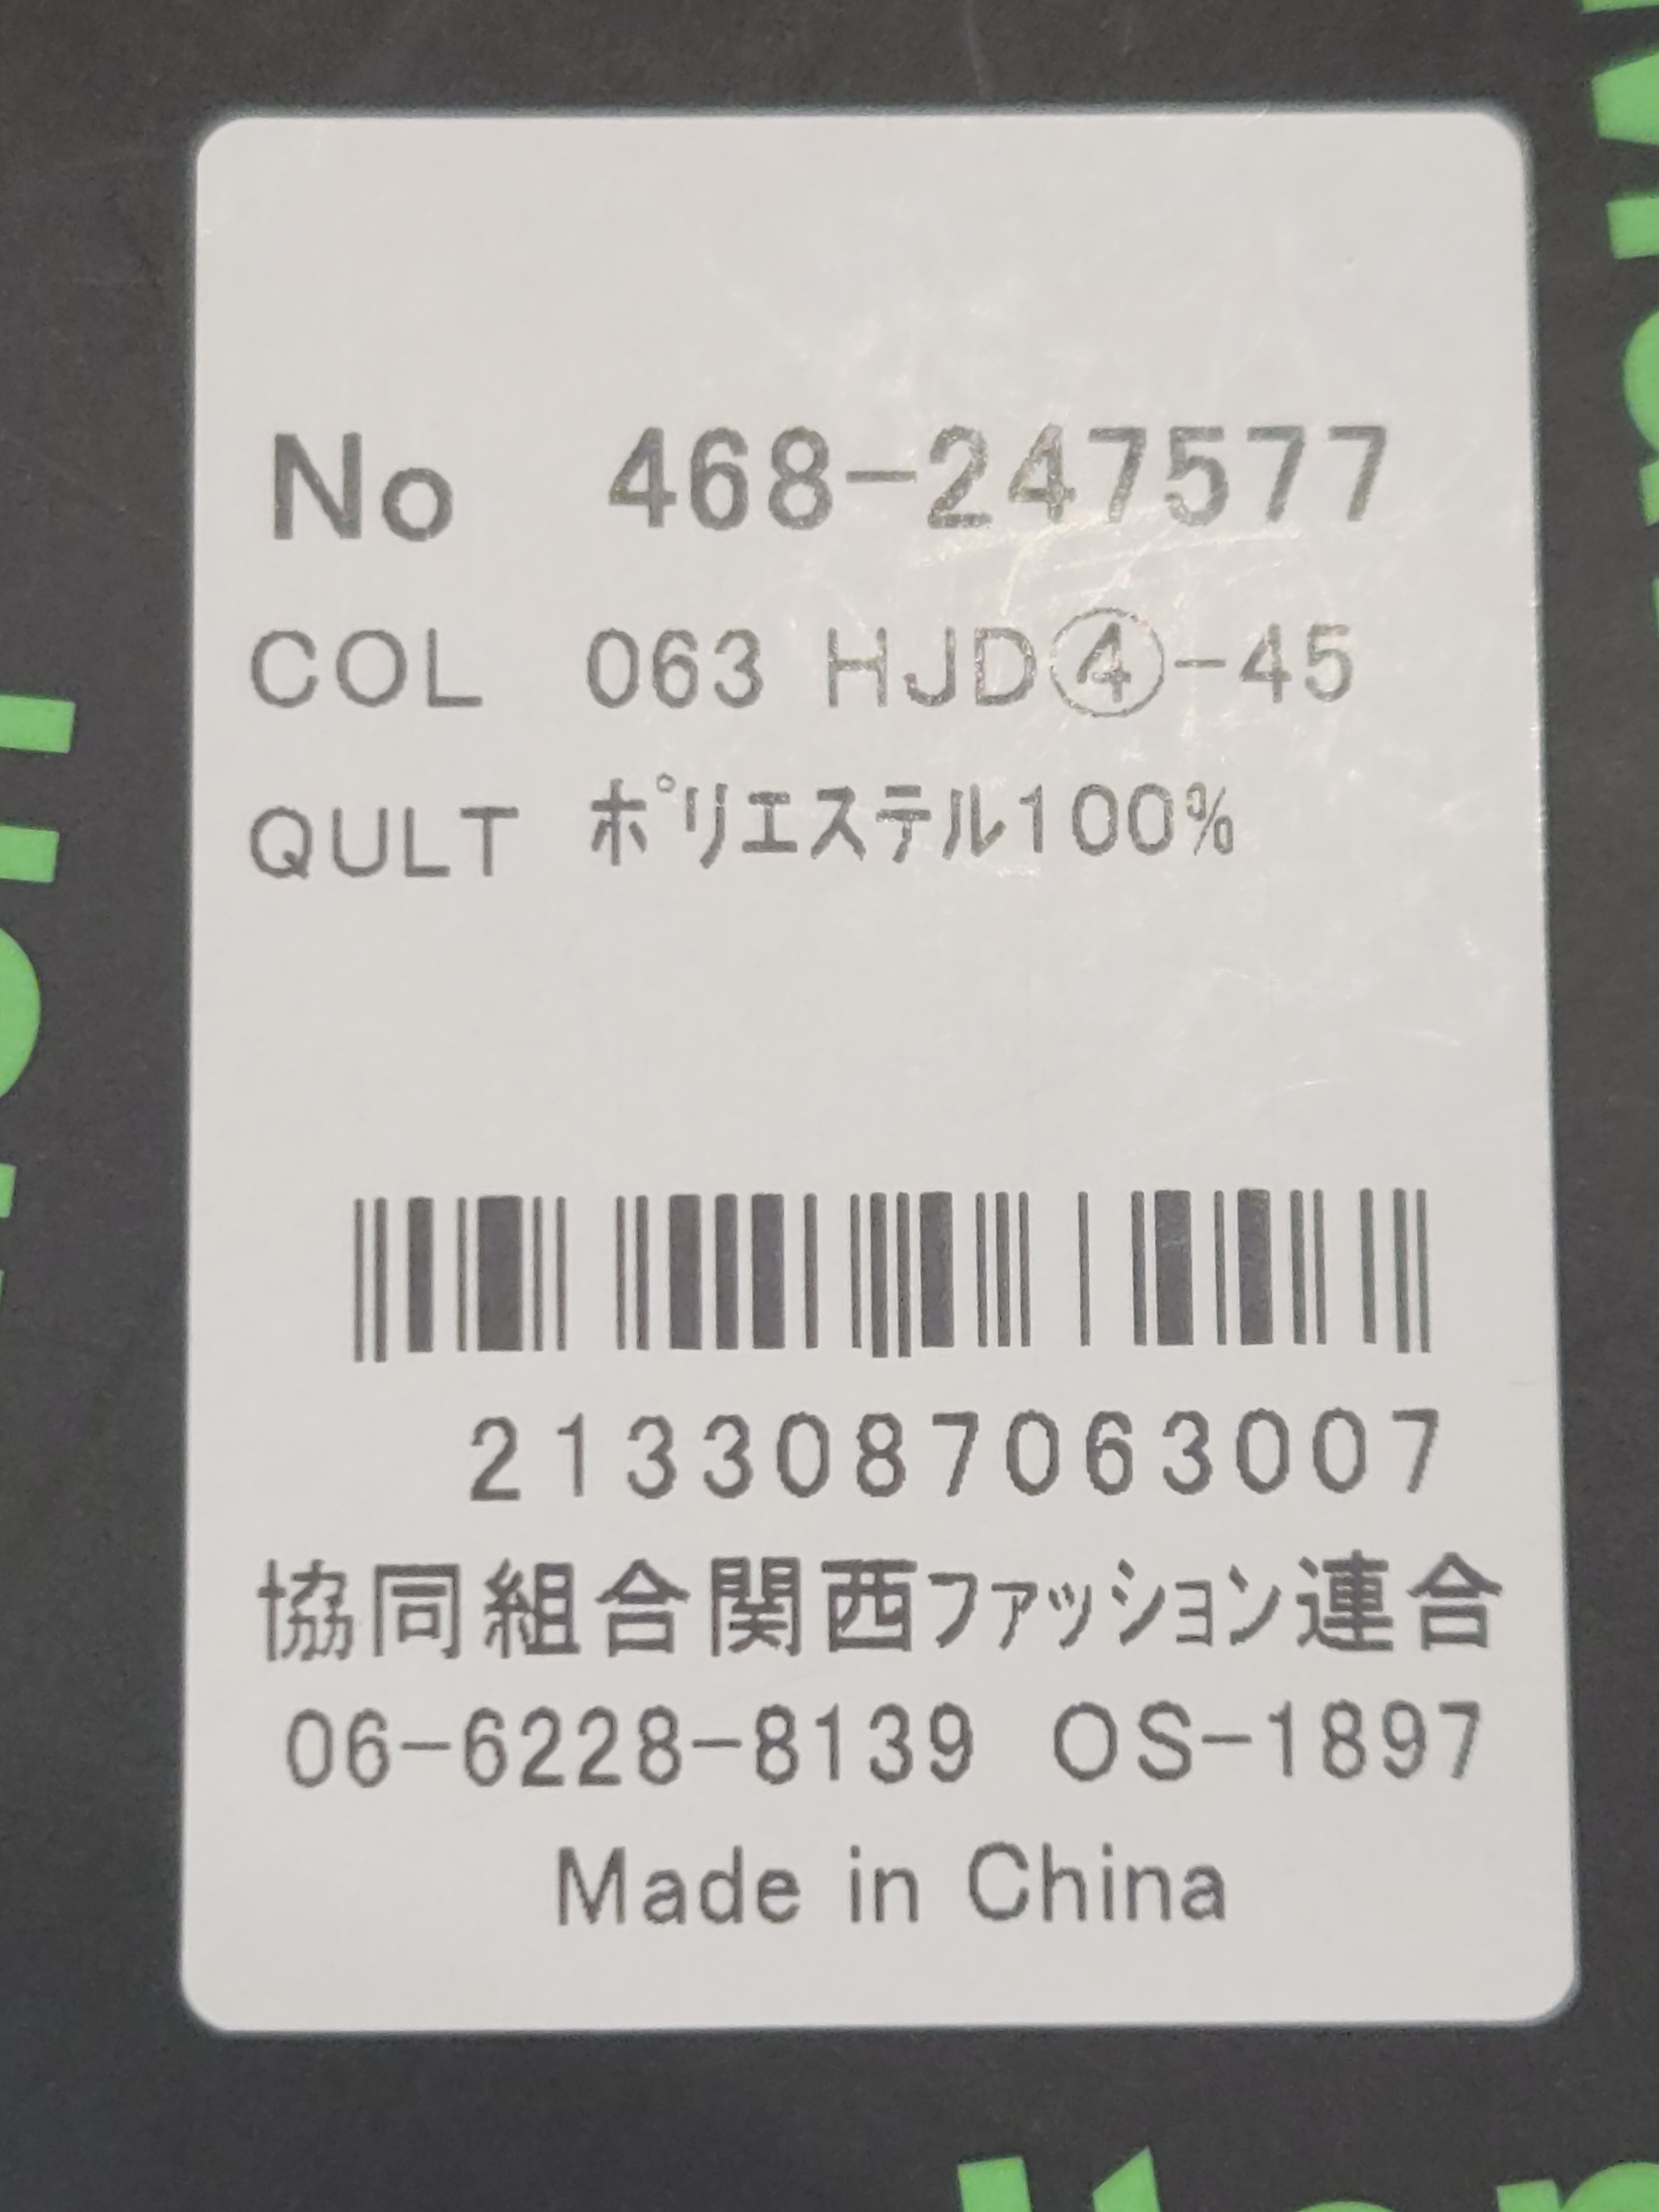 No 468-247577
COL 063 HJD④-45
QULT ﾎﾟﾘｴｽﾃﾙ100%
2133087063007
協同組合関西ﾌｧｯｼｮﾝ連合
06-6228-8139 OS-1897
Made in China